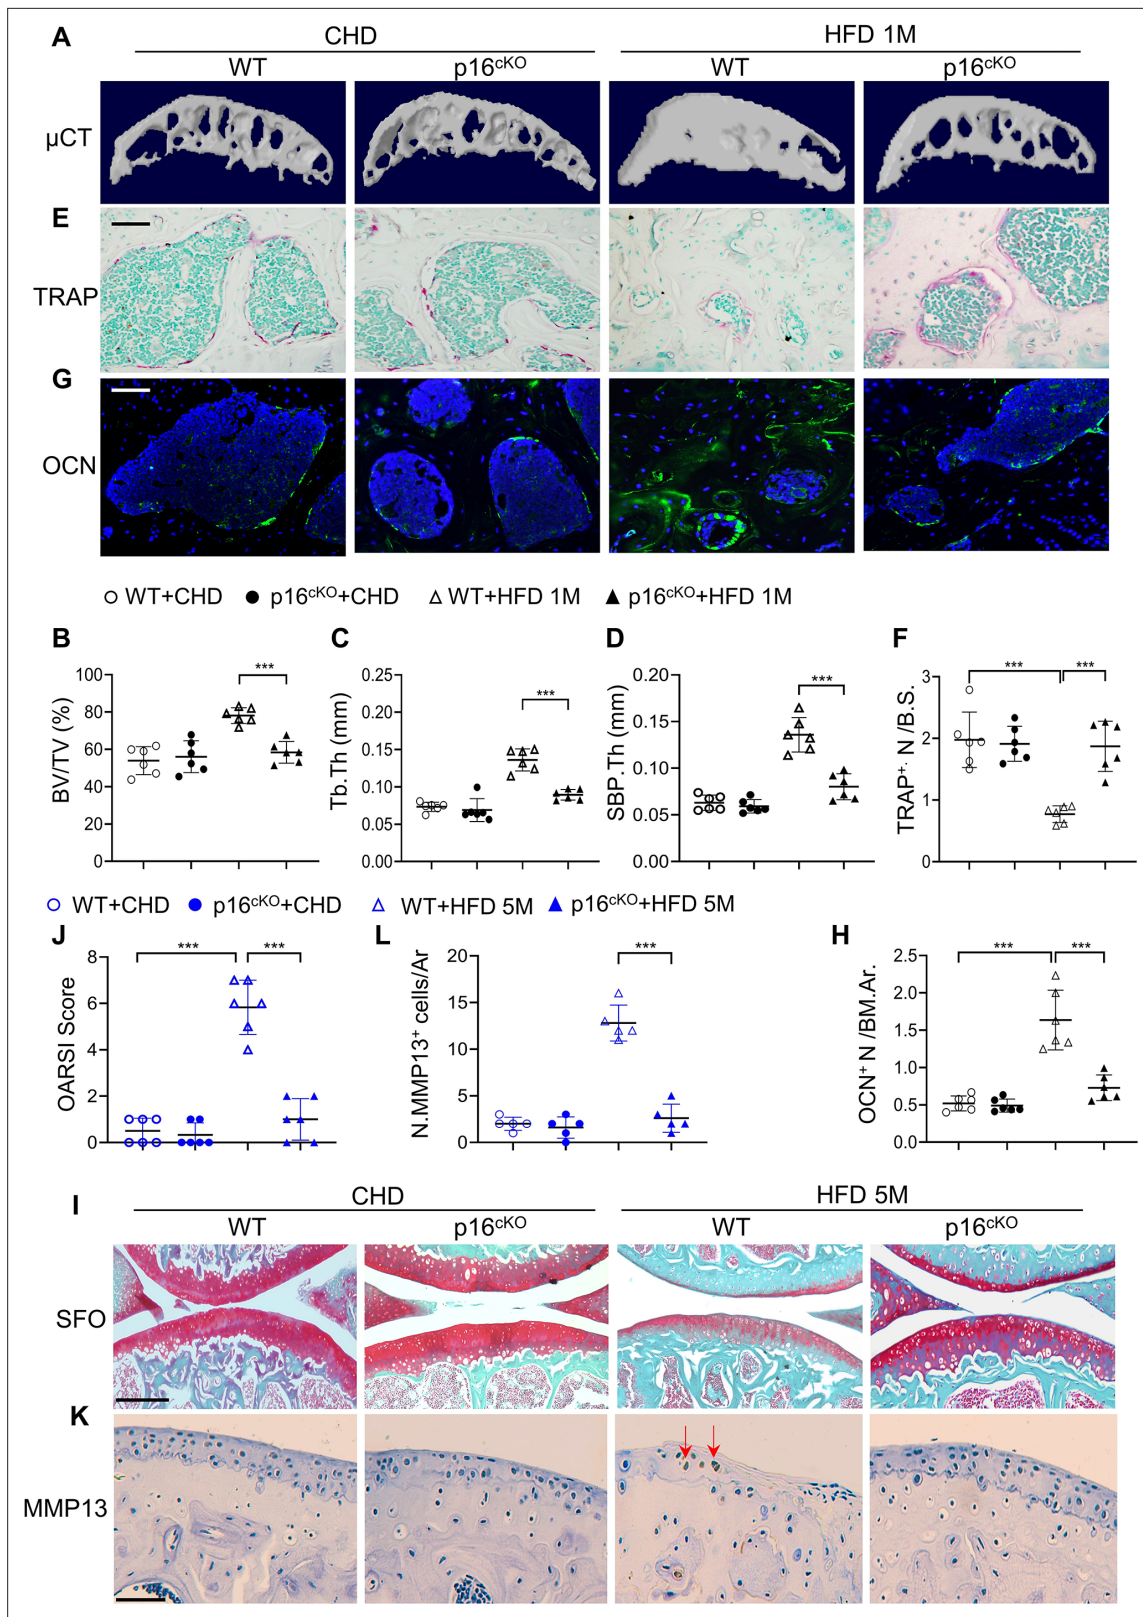 A
CHD
HFD 1M
WT
p16cKO
WT
p16cKO
µCT
E
TRAP
G
OCN
WT+CHD
p16cKO+CHD
WT+HFD 1M
p16cKO+HFD 1M
B
BV/TV (%)
100
80
60
40
20
0
***
C
Tb.Th (mm)
0.25
0.20
0.15
0.10
0.05
0.00
***
D
SBP.Th (mm)
0.20
0.15
0.10
0.05
0.00
***
F
TRAP+. N /B.S.
3
2
1
0
***
***
WT+CHD
p16cKO+CHD
WT+HFD 5M
p16cKO+HFD 5M
J
OARSI Score
8
6
4
2
0
***
***
L
N.MMP13+ cells/Ar
20
15
10
5
0
***
H
OCN+ N /BM.Ar.
2.5
2.0
1.5
1.0
0.5
0.0
***
***
I
CHD
HFD 5M
WT
p16cKO
WT
p16cKO
SFO
K
MMP13